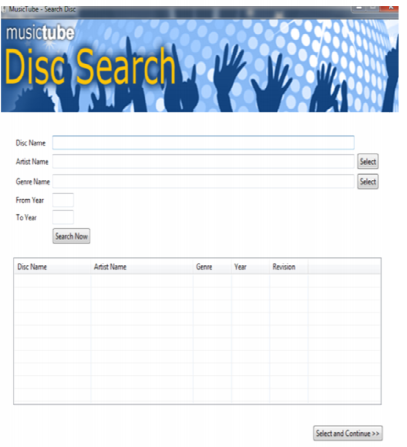 MusicTube - Search Disc
musictube
Disc Search
Disc Name
Artist Name Select
Genre Name Select
From Year
To Year
Search Now
Disc Name Artist Name Genre Year Revision
Select and Continue >>